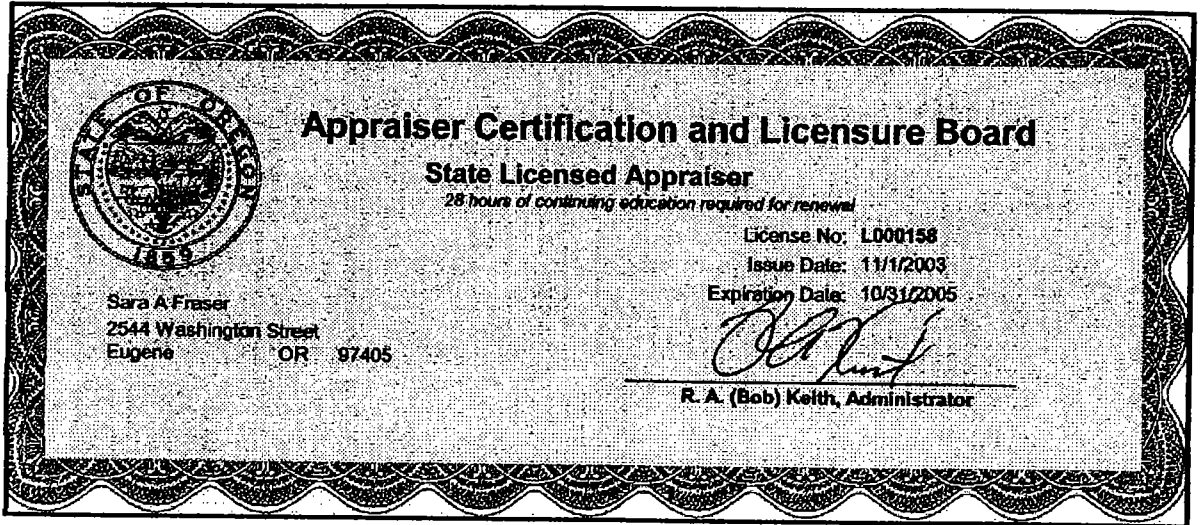 STATE OF OREGON
1859
Appraiser Certification and Licensure Board
State Licensed Appraiser
28 hours of continuing education required for renewal
License No: L000158
Issue Date: 11/1/2003
Expiration Date: 10/31/2005
Sara A Fraser
2544 Washington Street
Eugene OR 97405
R. A. (Bob) Keith, Administrator